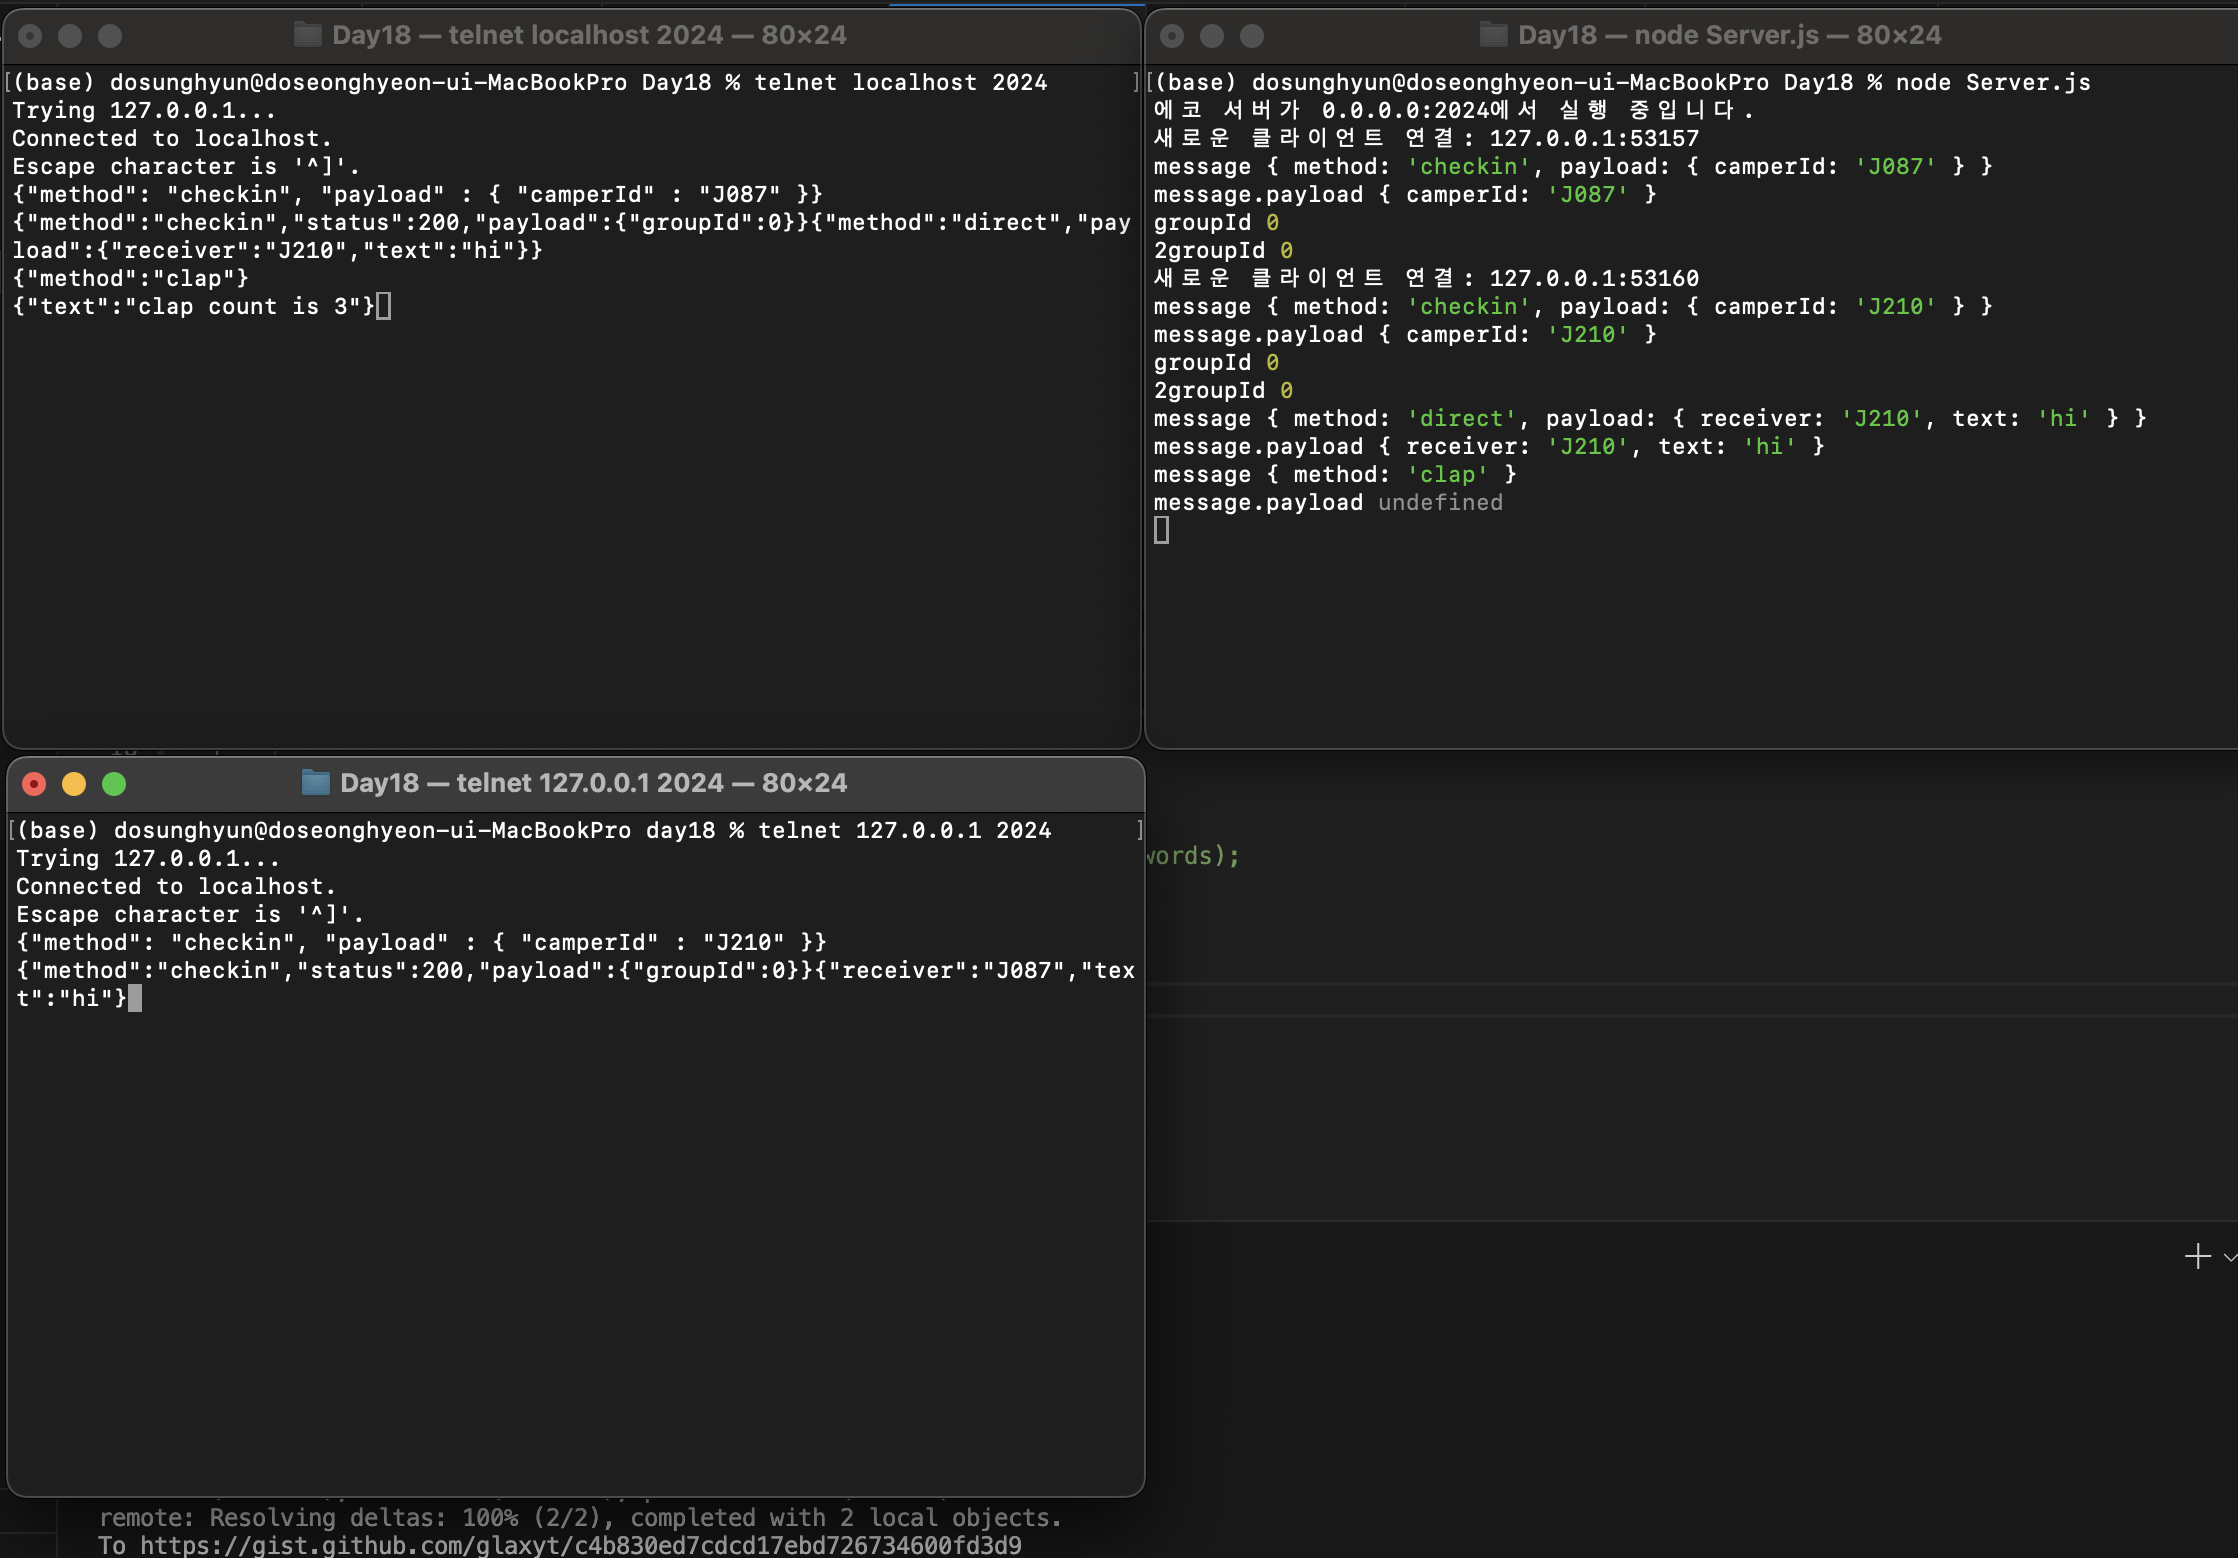 Day18 — telnet localhost 2024 — 80×24
[(base) dosunghyun@doseonghyeon-ui-MacBookPro Day18 % telnet localhost 2024 ]
Trying 127.0.0.1...
Connected to localhost.
Escape character is '^]'.
{"method": "checkin", "payload" : { "camperId" : "J087" }}
{"method":"checkin","status":200,"payload":{"groupId":0}}{"method":"direct","pay
load":{"receiver":"J210","text":"hi"}}
{"method":"clap"}
{"text":"clap count is 3"}
Day18 — node Server.js — 80×24
[(base) dosunghyun@doseonghyeon-ui-MacBookPro Day18 % node Server.js
에코 서버가 0.0.0.0:2024에서 실행 중입니다.
새로운 클라이언트 연결: 127.0.0.1:53157
message { method: 'checkin', payload: { camperId: 'J087' } }
message.payload { camperId: 'J087' }
groupId 0
2groupId 0
새로운 클라이언트 연결: 127.0.0.1:53160
message { method: 'checkin', payload: { camperId: 'J210' } }
message.payload { camperId: 'J210' }
groupId 0
2groupId 0
message { method: 'direct', payload: { receiver: 'J210', text: 'hi' } }
message.payload { receiver: 'J210', text: 'hi' }
message { method: 'clap' }
message.payload undefined
Day18 — telnet 127.0.0.1 2024 — 80×24
[(base) dosunghyun@doseonghyeon-ui-MacBookPro day18 % telnet 127.0.0.1 2024 ]
Trying 127.0.0.1...
Connected to localhost.
Escape character is '^]'.
{"method": "checkin", "payload" : { "camperId" : "J210" }}
{"method":"checkin","status":200,"payload":{"groupId":0}}{"receiver":"J087","tex
t":"hi"}
words);
remote: Resolving deltas: 100% (2/2), completed with 2 local objects.
To https://gist.github.com/glaxyt/c4b830ed7cdcd17ebd726734600fd3d9